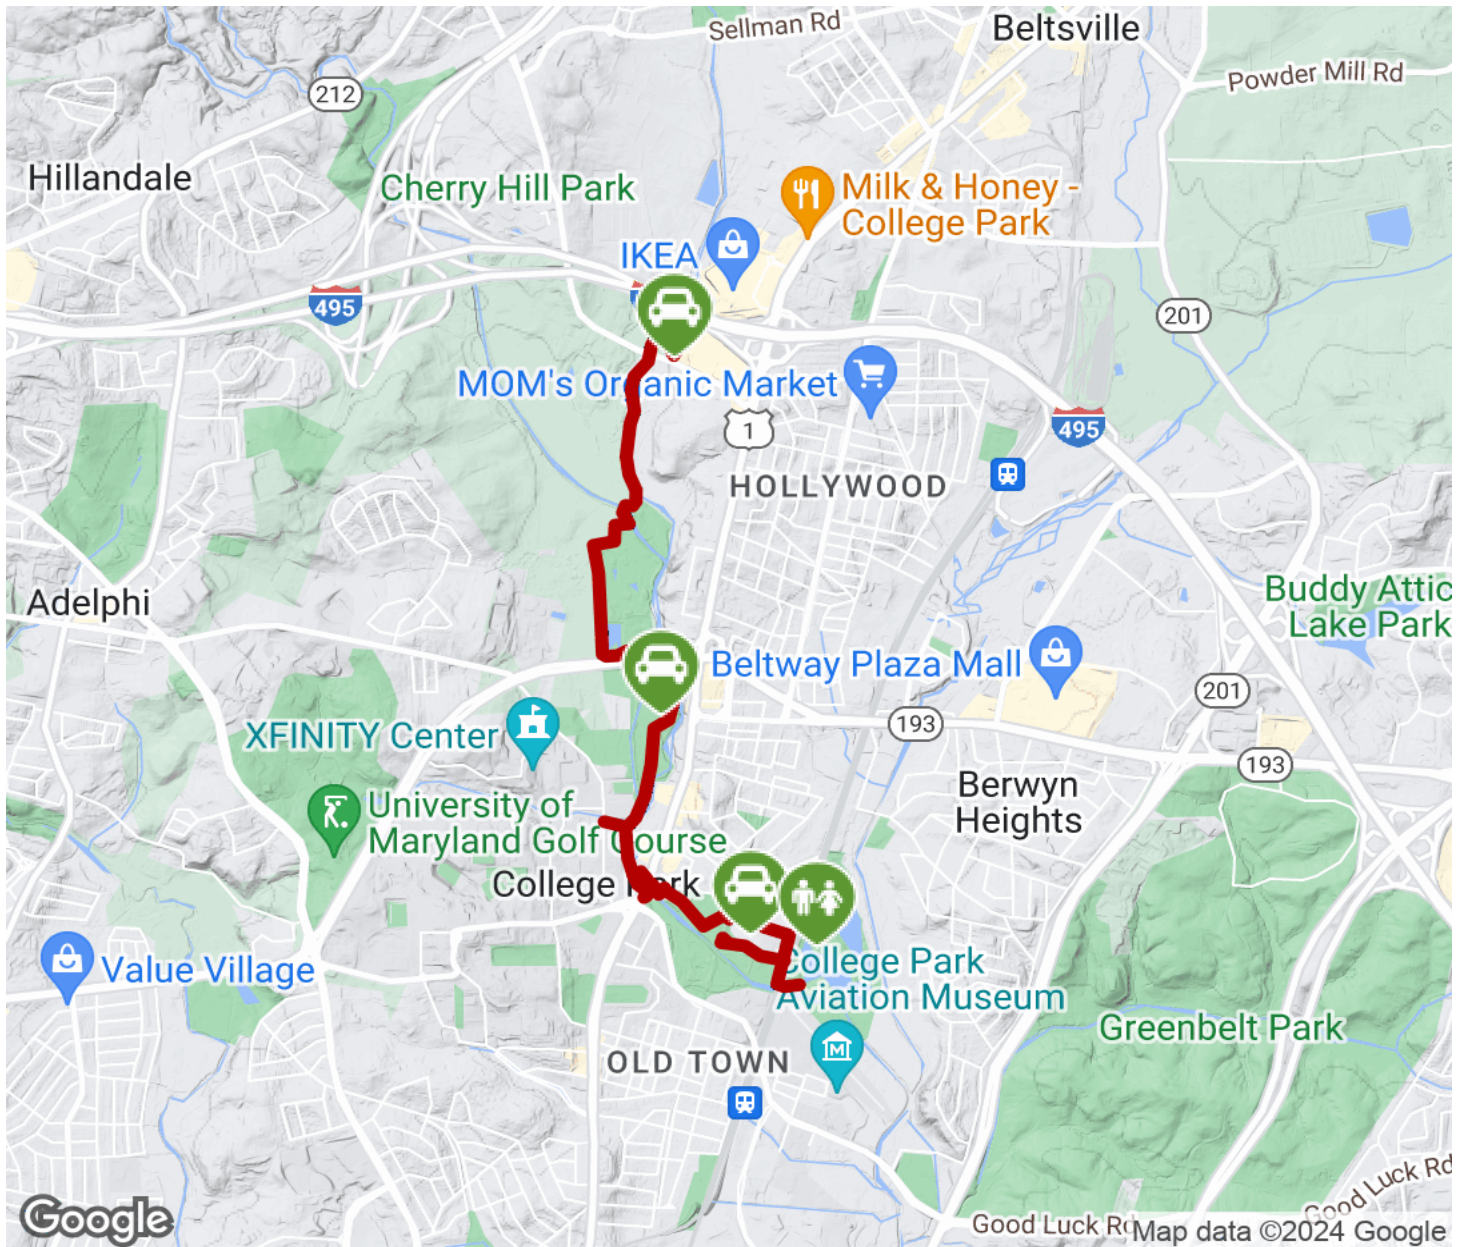 Sellman Rd
Beltsville
Powder Mill Rd
212
Hillandale
Cherry Hill Park
Milk & Honey -
College Park
IKEA
495
201
MOM's Organic Market
1
495
HOLLYWOOD
Adelphi
Buddy Attic
Lake Park
Beltway Plaza Mall
201
193
XFINITY Center
193
Berwyn
Heights
University of
Maryland Golf Course
College Park
Value Village
College Park
Aviation Museum
M
Greenbelt Park
OLD TOWN
Good Luck Rd
Good Luck Rd
Google
Map data ©2024 Google